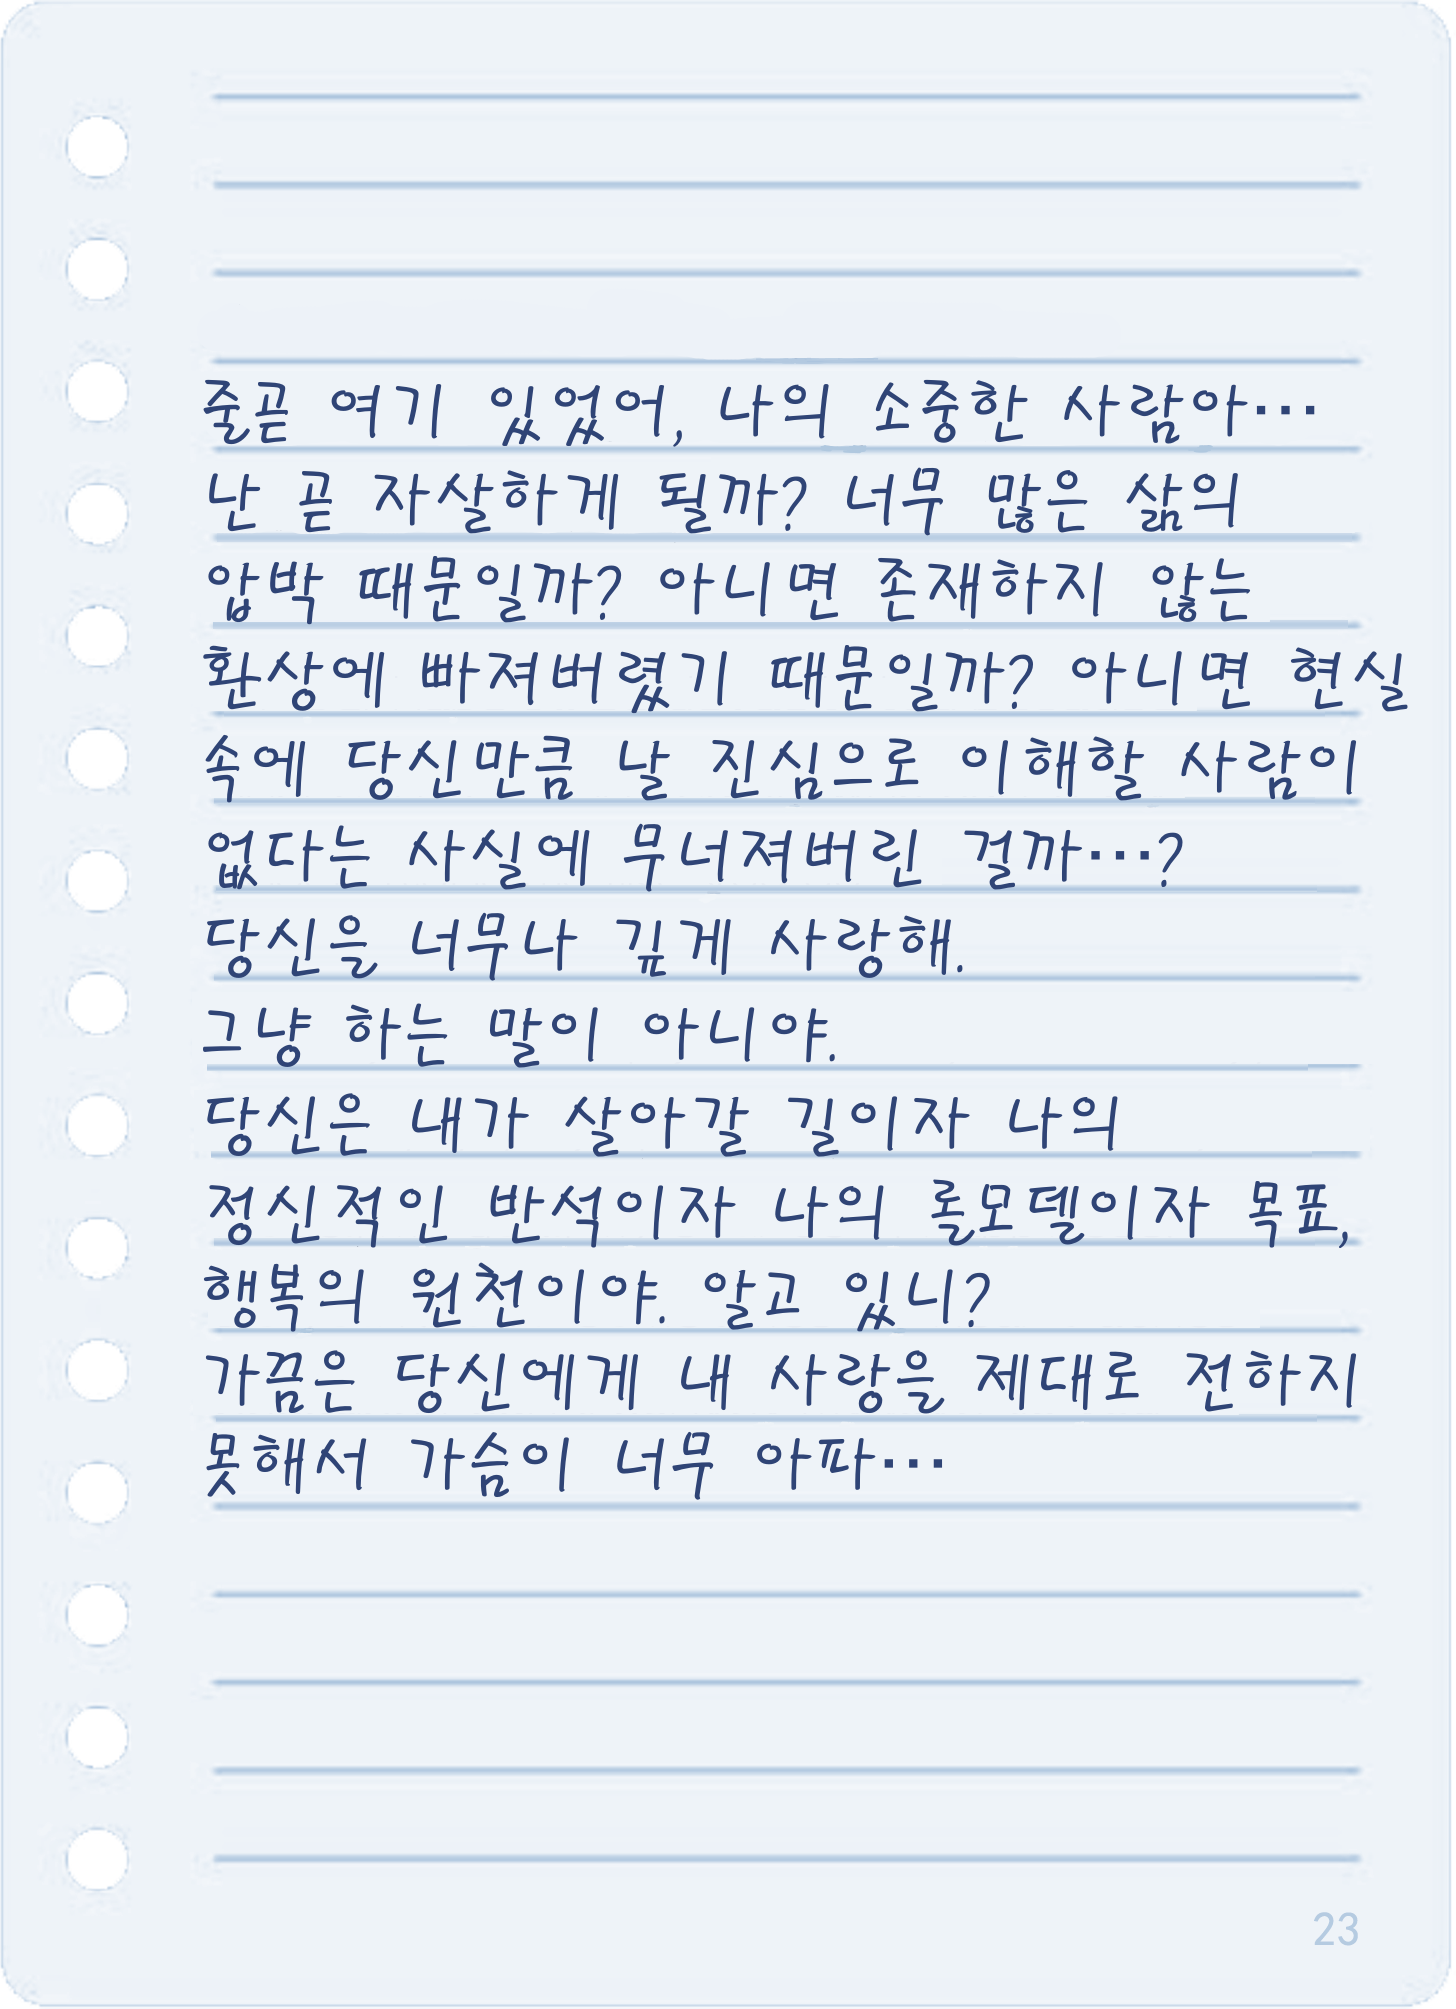 줄곧 여기 있었어, 나의 소중한 사람아…
난 곧 자살하게 될까? 너무 많은 삶의
압박 때문일까? 아니면 존재하지 않는
환상에 빠져버렸기 때문일까? 아니면 현실
속에 당신만큼 날 진심으로 이해할 사람이
없다는 사실에 무너져버린 걸까…?
당신을 너무나 깊게 사랑해.
그냥 하는 말이 아니야.
당신은 내가 살아갈 길이자 나의
정신적인 반석이자 나의 롤모델이자 목표,
행복의 원천이야. 알고 있니?
가끔은 당신에게 내 사랑을 제대로 전하지
못해서 가슴이 너무 아파…
23